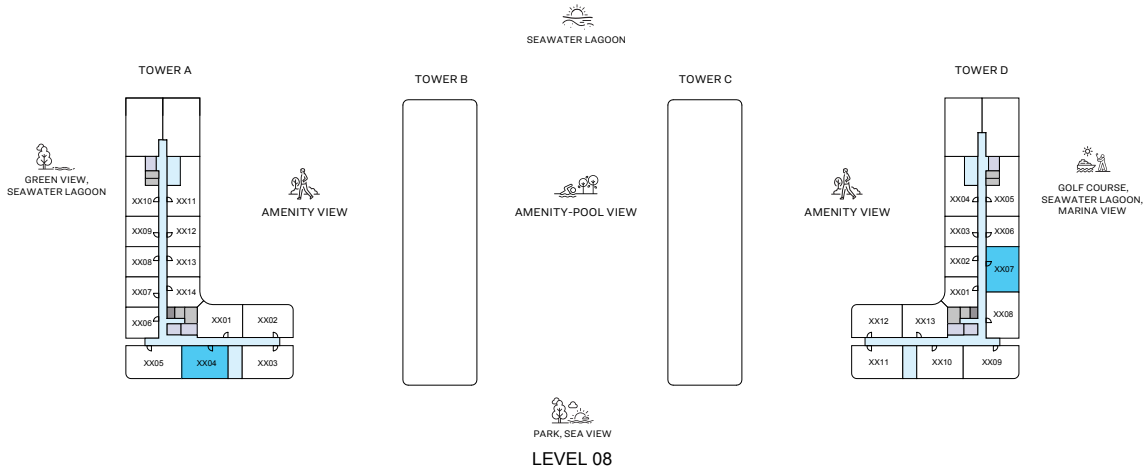 SEAWATER LAGOON
TOWER A
TOWER B
TOWER C
TOWER D
GREEN VIEW,
SEAWATER LAGOON
AMENITY VIEW
AMENITY-POOL VIEW
AMENITY VIEW
GOLF COURSE,
SEAWATER LAGOON,
MARINA VIEW
XX10 XX11
XX09 XX12
XX08 XX13
XX07 XX14
XX06 XX01 XX02
XX05 XX04 XX03
XX04 XX05
XX03 XX06
XX02 XX07
XX01
XX12 XX13 XX08
XX11 XX10 XX09
PARK, SEA VIEW
LEVEL 08